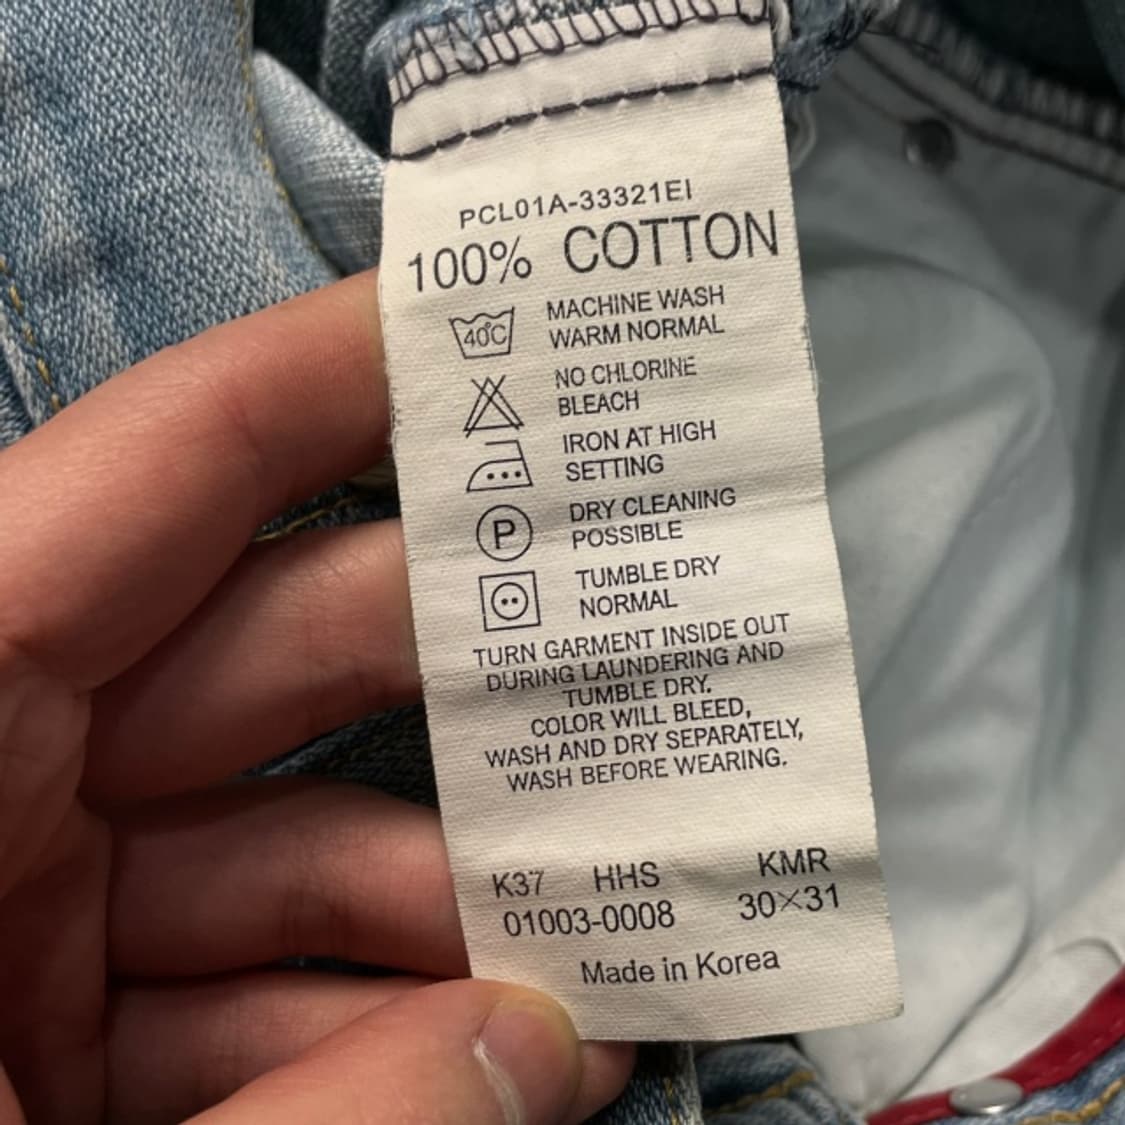 PCL01A-33321EI
100% COTTON
40°C MACHINE WASH
WARM NORMAL
NO CHLORINE
BLEACH
IRON AT HIGH
SETTING
P DRY CLEANING
POSSIBLE
TUMBLE DRY
NORMAL
TURN GARMENT INSIDE OUT
DURING LAUNDERING AND
TUMBLE DRY.
COLOR WILL BLEED,
WASH AND DRY SEPARATELY,
WASH BEFORE WEARING.
K37 HHS KMR
01003-0008 30×31
Made in Korea